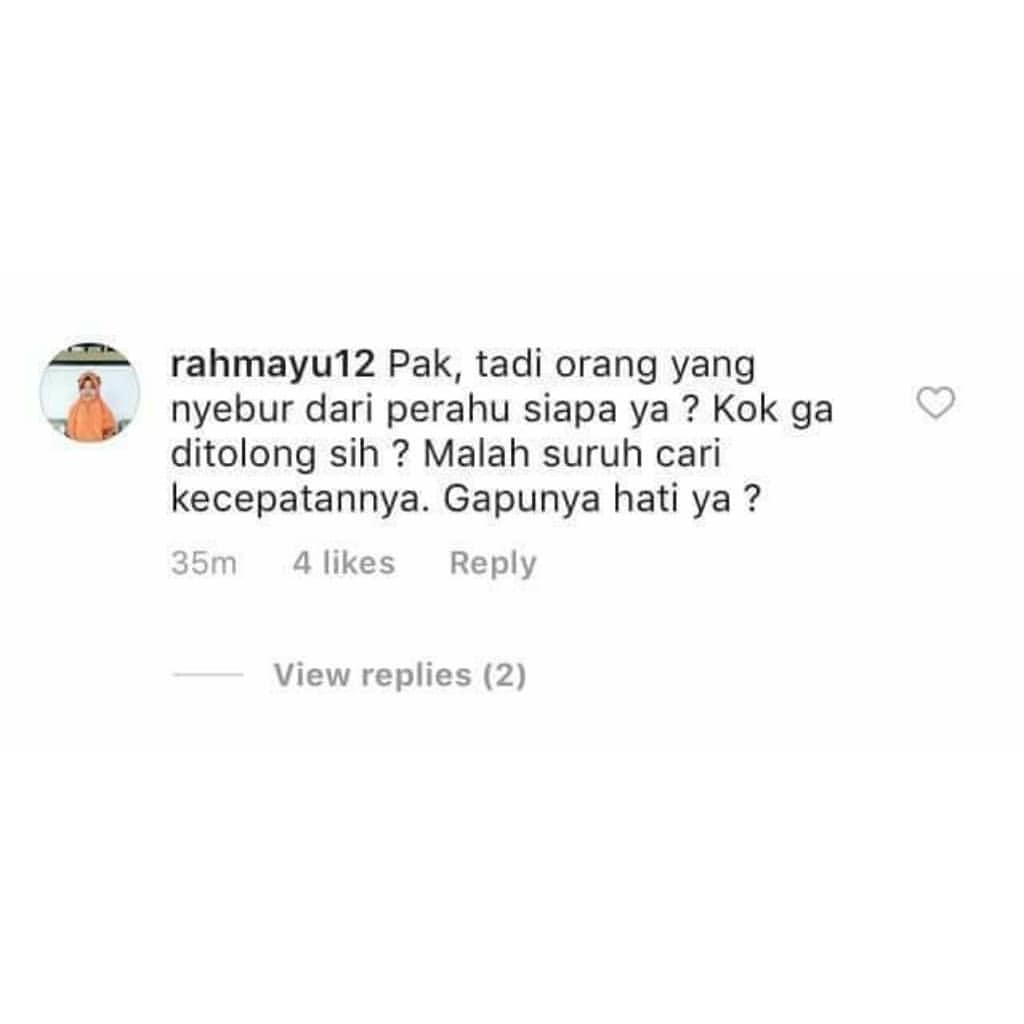 rahmayu12 Pak, tadi orang yang
nyebur dari perahu siapa ya ? Kok ga
ditolong sih ? Malah suruh cari
kecepatannya. Gapunya hati ya ?
35m 4 likes Reply
View replies (2)